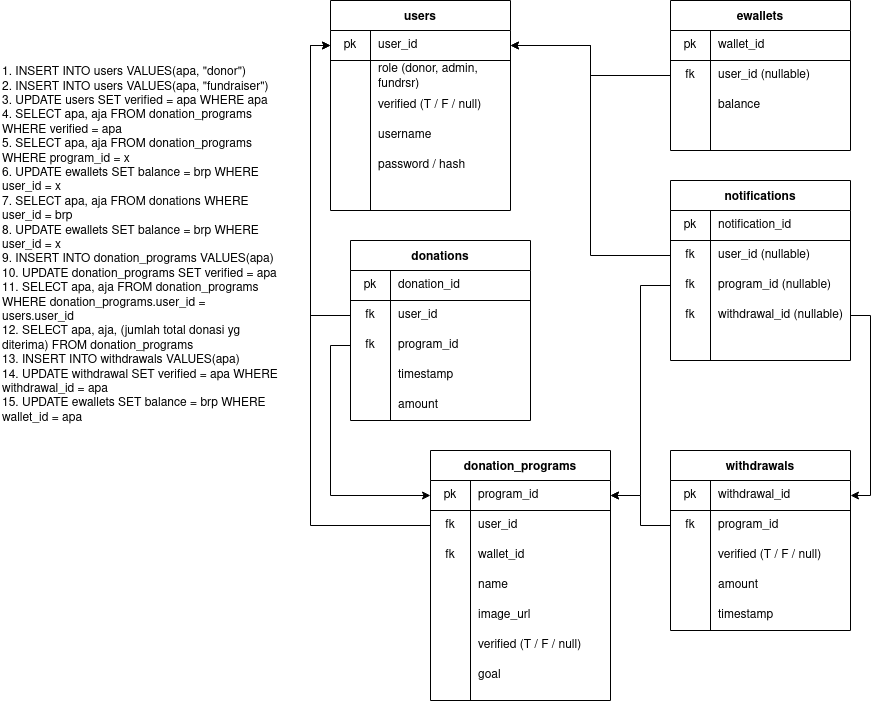 1. INSERT INTO users VALUES(apa, "donor")
2. INSERT INTO users VALUES(apa, "fundraiser")
3. UPDATE users SET verified = apa WHERE apa
4. SELECT apa, aja FROM donation_programs
WHERE verified = apa
5. SELECT apa, aja FROM donation_programs
WHERE program_id = x
6. UPDATE ewallets SET balance = brp WHERE
user_id = x
7. SELECT apa, aja FROM donations WHERE
user_id = brp
8. UPDATE ewallets SET balance = brp WHERE
user_id = x
9. INSERT INTO donation_programs VALUES(apa)
10. UPDATE donation_programs SET verified = apa
11. SELECT apa, aja FROM donation_programs
WHERE donation_programs.user_id =
users.user_id
12. SELECT apa, aja, (jumlah total donasi yg
diterima) FROM donation_programs
13. INSERT INTO withdrawals VALUES(apa)
14. UPDATE withdrawal SET verified = apa WHERE
withdrawal_id = apa
15. UPDATE ewallets SET balance = brp WHERE
wallet_id = apa
users
pk user_id
role (donor, admin,
fundrsr)
verified (T / F / null)
username
password / hash
ewallets
pk wallet_id
fk user_id (nullable)
balance
notifications
pk notification_id
fk user_id (nullable)
fk program_id (nullable)
fk withdrawal_id (nullable)
donations
pk donation_id
fk user_id
fk program_id
timestamp
amount
donation_programs
pk program_id
fk user_id
fk wallet_id
name
image_url
verified (T / F / null)
goal
withdrawals
pk withdrawal_id
fk program_id
verified (T / F / null)
amount
timestamp